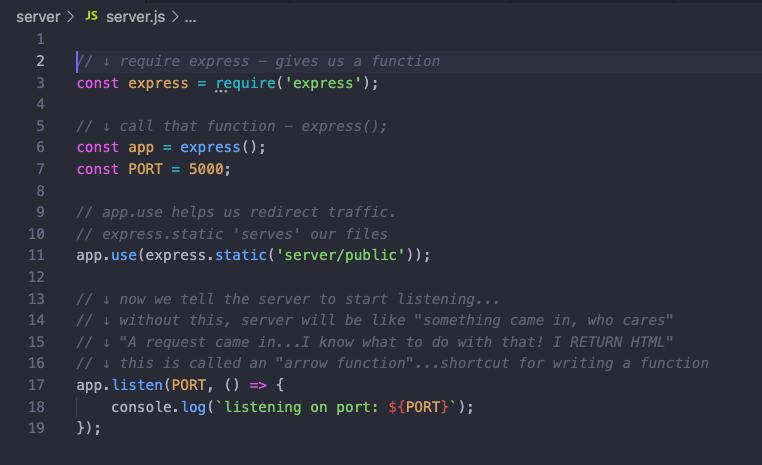 server > JS server.js > ...
1
2 // ↓ require express – gives us a function
3 const express = require('express');
4
5 // ↓ call that function – express();
6 const app = express();
7 const PORT = 5000;
8
9 // app.use helps us redirect traffic.
10 // express.static 'serves' our files
11 app.use(express.static('server/public'));
12
13 // ↓ now we tell the server to start listening...
14 // ↓ without this, server will be like "something came in, who cares"
15 // ↓ "A request came in...I know what to do with that! I RETURN HTML"
16 // ↓ this is called an "arrow function"...shortcut for writing a function
17 app.listen(PORT, () => {
18     console.log(`listening on port: ${PORT}`);
19 });